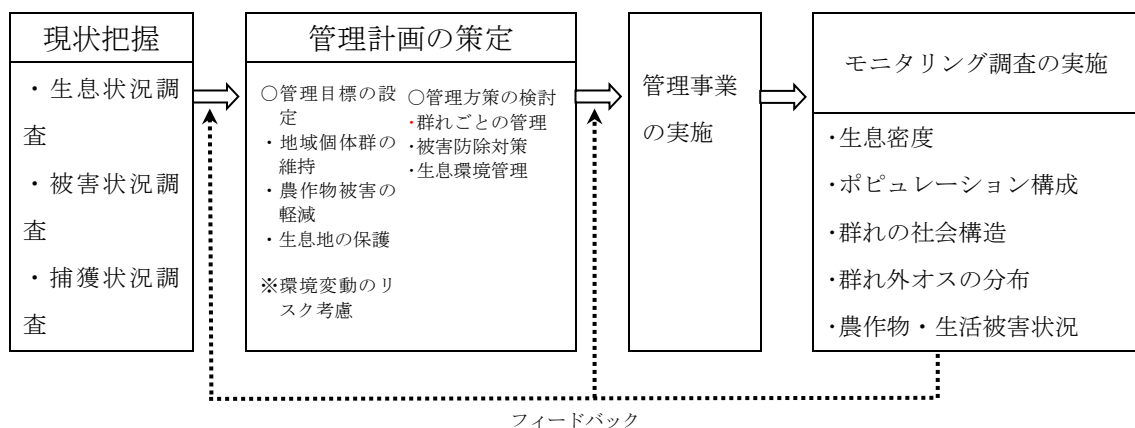 現状把握
・生息状況調
査
・被害状況調
査
・捕獲状況調
査
管理計画の策定
○管理目標の設
定
・地域個体群の
維持
・農作物被害の
軽減
・生息地の保護
※環境変動のリ
スク考慮
○管理方策の検討
・群れごとの管理
・被害防除対策
・生息環境管理
管理事業
の実施
モニタリング調査の実施
・生息密度
・ポピュレーション構成
・群れの社会構造
・群れ外オスの分布
・農作物・生活被害状況
フィードバック